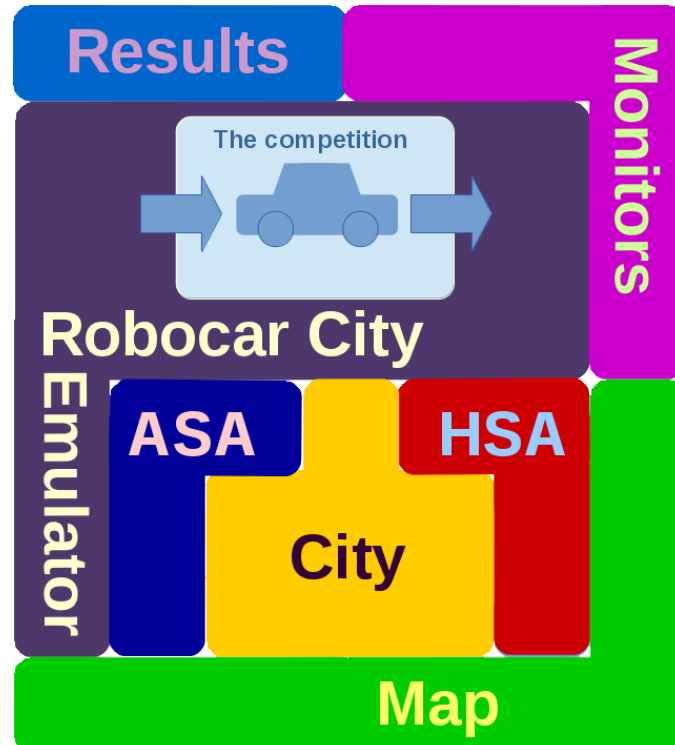 Results
Monitors
The competition
Robocar City
Emulator
ASA
HSA
City
Map